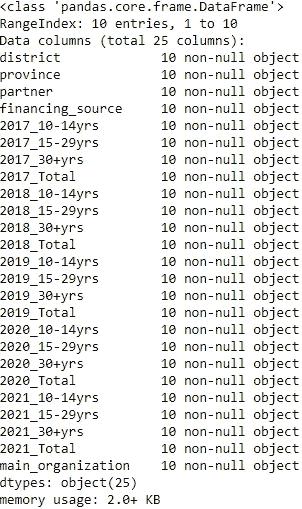 <class 'pandas.core.frame.DataFrame'>
RangeIndex: 10 entries, 1 to 10
Data columns (total 25 columns):
district 10 non-null object
province 10 non-null object
partner 10 non-null object
financing_source 10 non-null object
2017_10-14yrs 10 non-null object
2017_15-29yrs 10 non-null object
2017_30+yrs 10 non-null object
2017_Total 10 non-null object
2018_10-14yrs 10 non-null object
2018_15-29yrs 10 non-null object
2018_30+yrs 10 non-null object
2018_Total 10 non-null object
2019_10-14yrs 10 non-null object
2019_15-29yrs 10 non-null object
2019_30+yrs 10 non-null object
2019_Total 10 non-null object
2020_10-14yrs 10 non-null object
2020_15-29yrs 10 non-null object
2020_30+yrs 10 non-null object
2020_Total 10 non-null object
2021_10-14yrs 10 non-null object
2021_15-29yrs 10 non-null object
2021_30+yrs 10 non-null object
2021_Total 10 non-null object
main_organization 10 non-null object
dtypes: object(25)
memory usage: 2.0+ KB